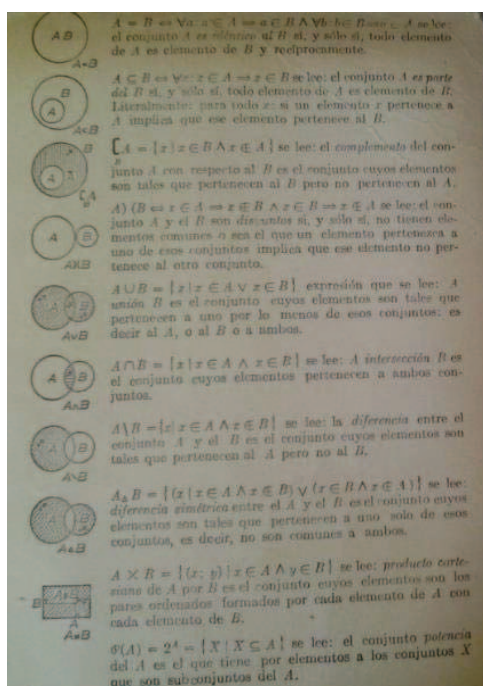 A B
A=B
A = B ⇔ ∀a: a ∈ A ⟹ a ∈ B ∧ ∀b: b ∈ B ⟹ b ∈ A se lee:
el conjunto A es idéntico al B si, y sólo si, todo elemento
de A es elemento de B y recíprocamente.
B
A
A ⊆ B ⇔ ∀x: x ∈ A ⟹ x ∈ B se lee: el conjunto A es parte
del B si, y sólo si, todo elemento de A es elemento de B.
Literalmente: para todo x: si un elemento x pertenece a
A implica que ese elemento pertenece al B.
B
A
∁A = {x | x ∈ B ∧ x ∉ A} se lee: el complemento del con-
B
junto A con respecto al B es el conjunto cuyos elementos
son tales que pertenecen al B pero no pertenecen al A.
A B
A)(B
A)(B ⇔ x ∈ A ⟹ x ∉ B ∧ x ∈ B ⟹ x ∉ A se lee: el con-
junto A y el B son disjuntos si, y sólo si, no tienen ele-
mentos comunes o sea el que un elemento pertenezca a
uno de esos conjuntos implica que ese elemento no per-
tenece al otro conjunto.
A∪B
A∪B = {x | x ∈ A ∨ x ∈ B} expresión que se lee: A
unión B es el conjunto cuyos elementos son tales que
pertenecen a uno por lo menos de esos conjuntos: es
decir al A, o al B o a ambos.
A B
A∩B
A∩B = {x | x ∈ A ∧ x ∈ B} se lee: A intersección B es
el conjunto cuyos elementos pertenecen a ambos con-
juntos.
B
A\B
A\B = {x | x ∈ A ∧ x ∉ B} se lee: la diferencia entre el
conjunto A y el B es el conjunto cuyos elementos son
tales que pertenecen al A pero no al B.
A△B
A△B = {(x | x ∈ A ∧ x ∉ B) ∨ (x ∈ B ∧ x ∉ A)} se lee:
diferencia simétrica entre el A y el B es el conjunto cuyos
elementos son tales que pertenecen a uno solo de esos
conjuntos, es decir, no son comunes a ambos.
B A×B
A
A×B
A × B = {(x; y) | x ∈ A ∧ y ∈ B} se lee: producto carte-
siano de A por B es el conjunto cuyos elementos son los
pares ordenados formados por cada elemento de A con
cada elemento de B.
𝒫(A) = 2ᴬ = {X | X ⊆ A} se lee: el conjunto potencia
del A es el que tiene por elementos a los conjuntos X
que son subconjuntos del A.